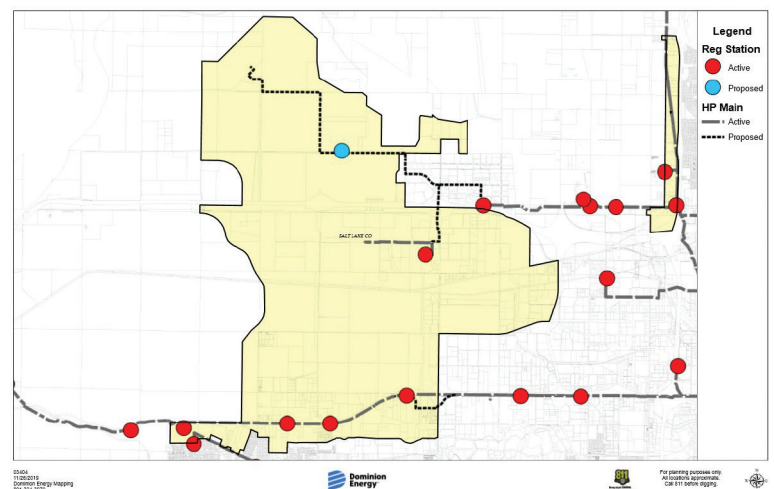 Legend
Reg Station
Active
Proposed
HP Main
Active
Proposed
SALT LAKE CO
03404
11/26/2019
Dominion Energy Mapping
Dominion
Energy
811
For planning purposes only.
All locations approximate.
Call 811 before digging.